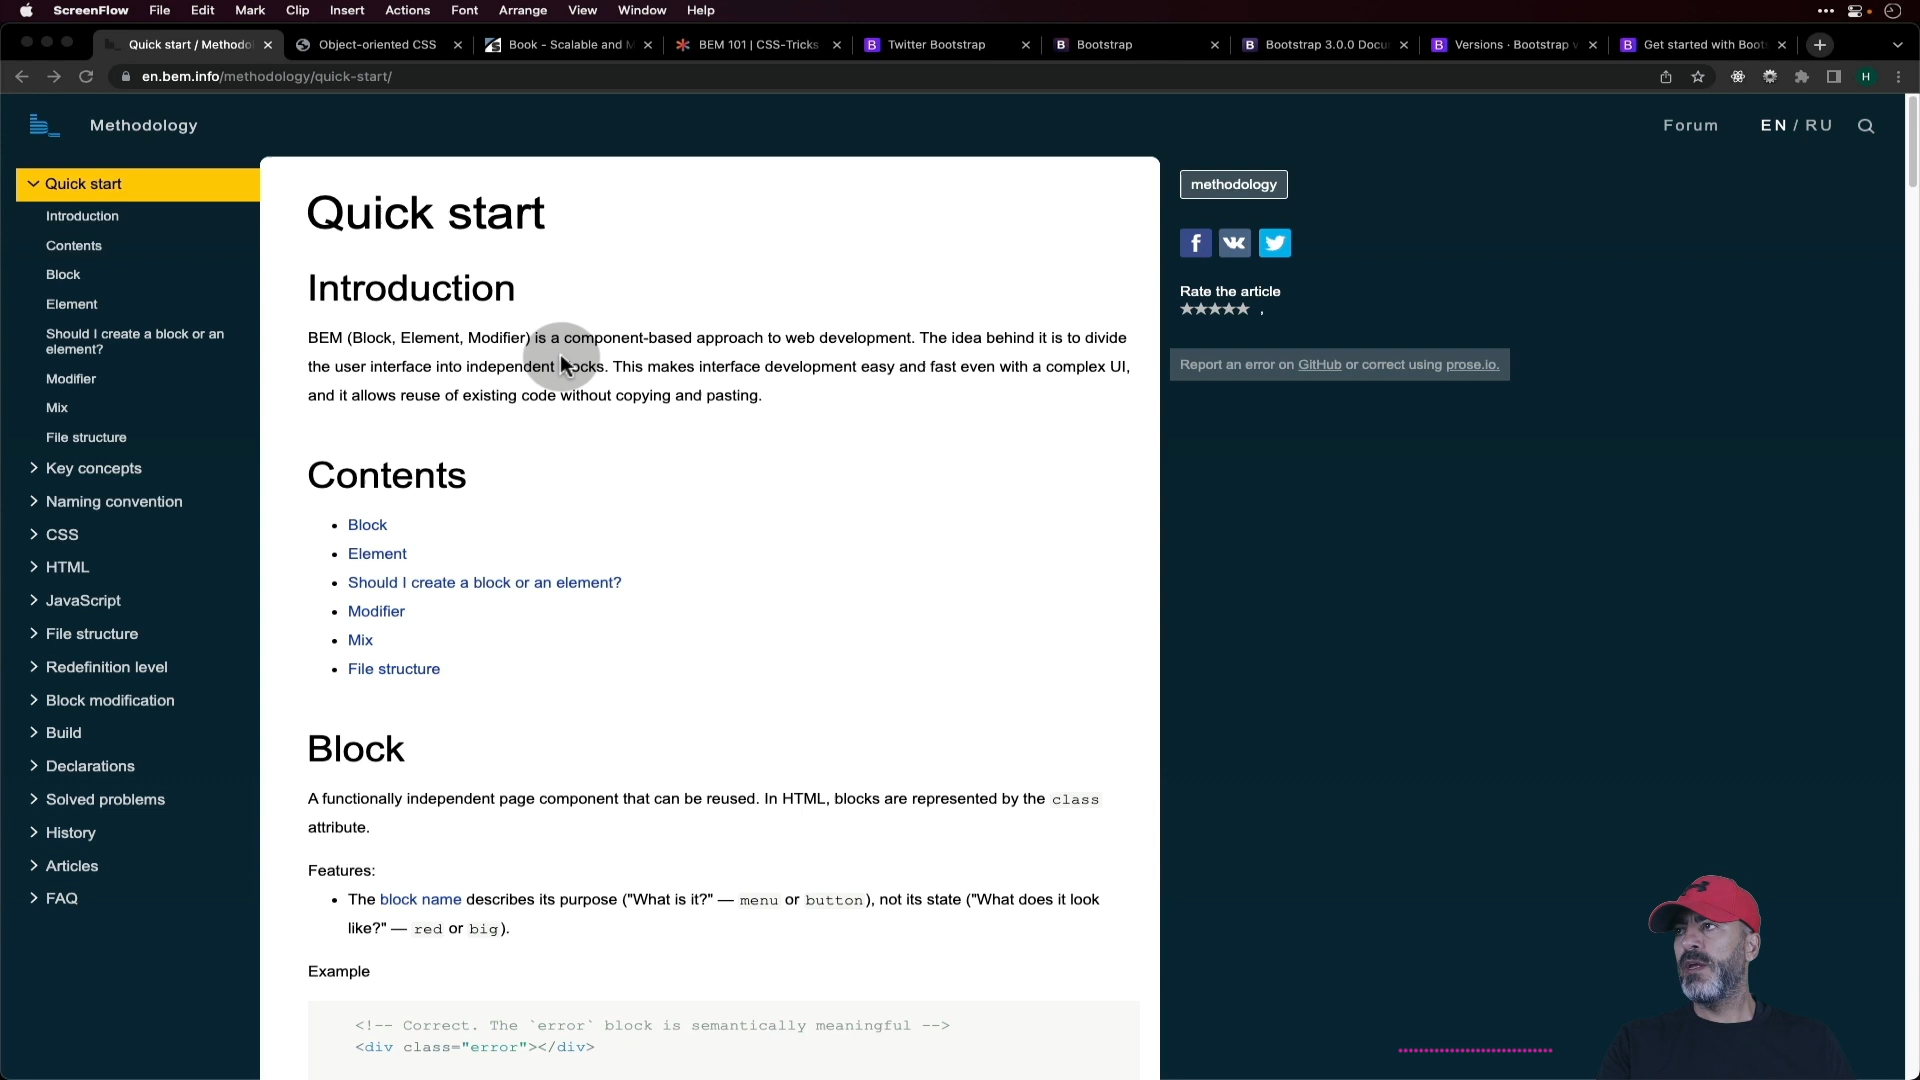 ScreenFlow File Edit Mark Clip Insert Actions Font Arrange View Window Help
Quick start / Methodo
Object-oriented CSS
Book - Scalable and M
BEM 101 | CSS-Tricks
Twitter Bootstrap
Bootstrap
Bootstrap 3.0.0 Docu
Versions · Bootstrap v
Get started with Boots
en.bem.info/methodology/quick-start/
H
Methodology
Forum
EN / RU
Quick start
Introduction
Contents
Block
Element
Should I create a block or an
element?
Modifier
Mix
File structure
Key concepts
Naming convention
CSS
HTML
JavaScript
File structure
Redefinition level
Block modification
Build
Declarations
Solved problems
History
Articles
FAQ
Quick start
Introduction
BEM (Block, Element, Modifier) is a component-based approach to web development. The idea behind it is to divide
the user interface into independent blocks. This makes interface development easy and fast even with a complex UI,
and it allows reuse of existing code without copying and pasting.
Contents
• Block
• Element
• Should I create a block or an element?
• Modifier
• Mix
• File structure
Block
A functionally independent page component that can be reused. In HTML, blocks are represented by the class
attribute.
Features:
• The block name describes its purpose ("What is it?" — menu or button), not its state ("What does it look
like?" — red or big).
Example
<!-- Correct. The `error` block is semantically meaningful -->
<div class="error"></div>
methodology
Rate the article
★★★★★ ,
Report an error on GitHub or correct using prose.io.